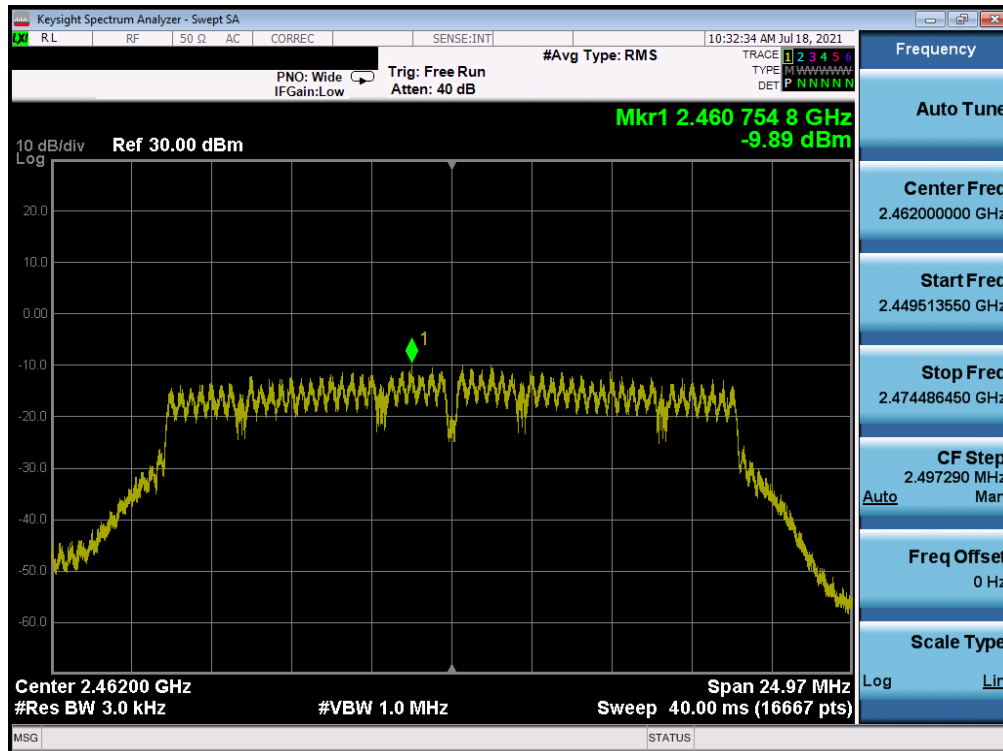 Keysight Spectrum Analyzer - Swept SA
LXI RL RF 50 Ω AC CORREC SENSE:INT 10:32:34 AM Jul 18, 2021
#Avg Type: RMS TRACE 1 2 3 4 5 6
PNO: Wide Trig: Free Run TYPE M W W W W W
IFGain:Low Atten: 40 dB DET P N N N N N
Mkr1 2.460 754 8 GHz
-9.89 dBm
10 dB/div Ref 30.00 dBm
Log
20.0
10.0
0.00
1
-10.0
-20.0
-30.0
-40.0
-50.0
-60.0
Center 2.46200 GHz Span 24.97 MHz
#Res BW 3.0 kHz #VBW 1.0 MHz Sweep 40.00 ms (16667 pts)
MSG STATUS
Frequency
Auto Tune
Center Freq
2.462000000 GHz
Start Freq
2.449513550 GHz
Stop Freq
2.474486450 GHz
CF Step
2.497290 MHz
Auto Man
Freq Offset
0 Hz
Scale Type
Log Lin